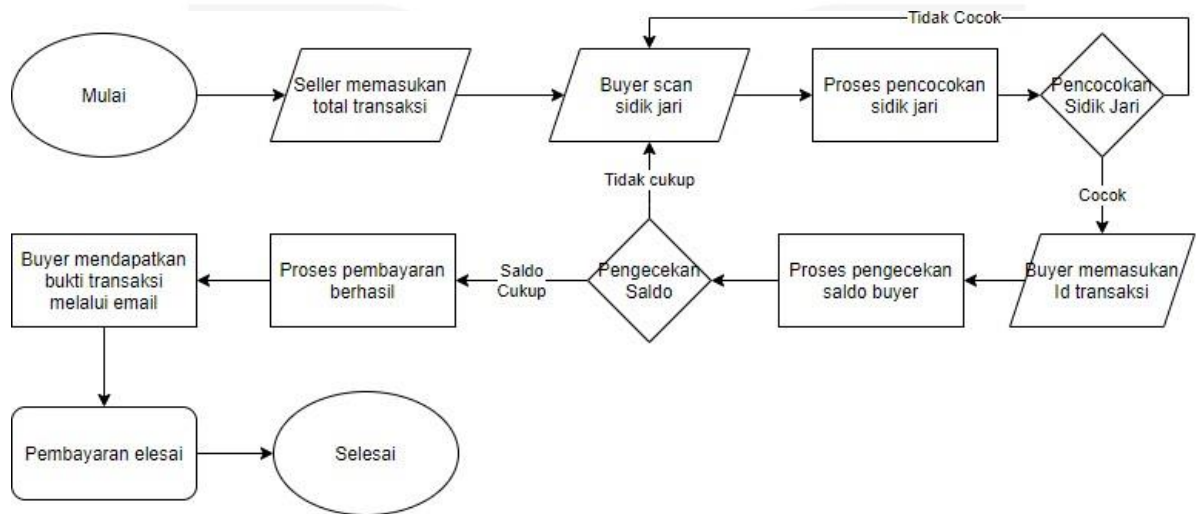 Tidak Cocok
Mulai
Seller memasukan
total transaksi
Buyer scan
sidik jari
Proses pencocokan
sidik jari
Pencocokan
Sidik Jari
Tidak cukup
Cocok
Buyer mendapatkan
bukti transaksi
melalui email
Proses pembayaran
berhasil
Saldo
Cukup
Pengecekan
Saldo
Proses pengecekan
saldo buyer
Buyer memasukan
Id transaksi
Pembayaran elesai
Selesai